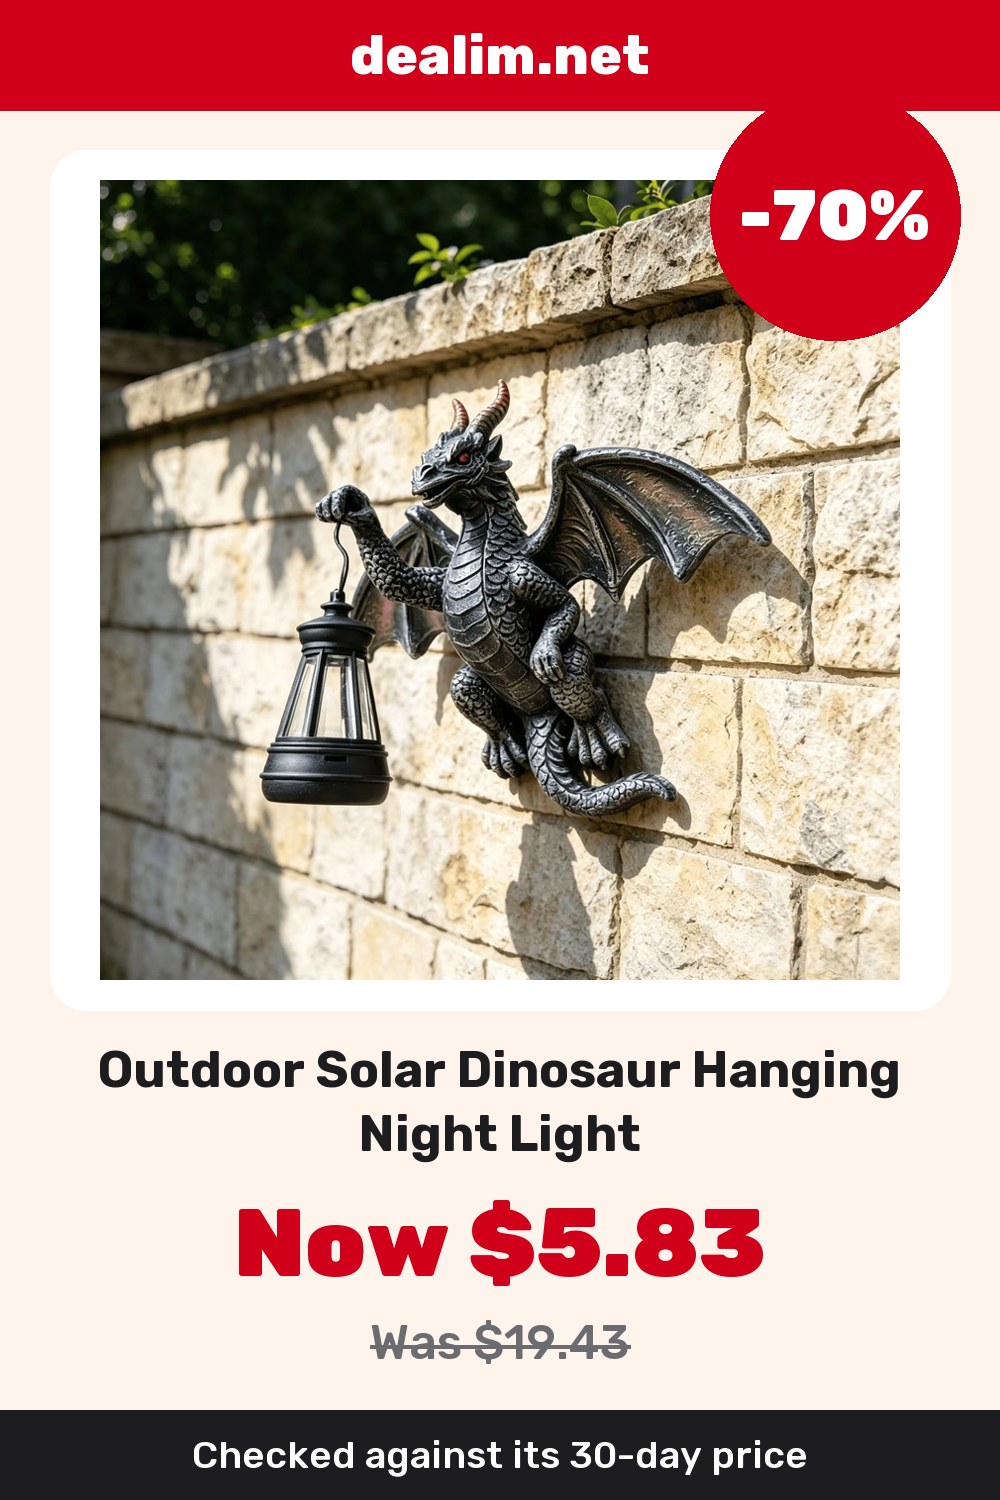 dealim.net
-70%
Outdoor Solar Dinosaur Hanging
Night Light
Now $5.83
Was $19.43
Checked against its 30-day price